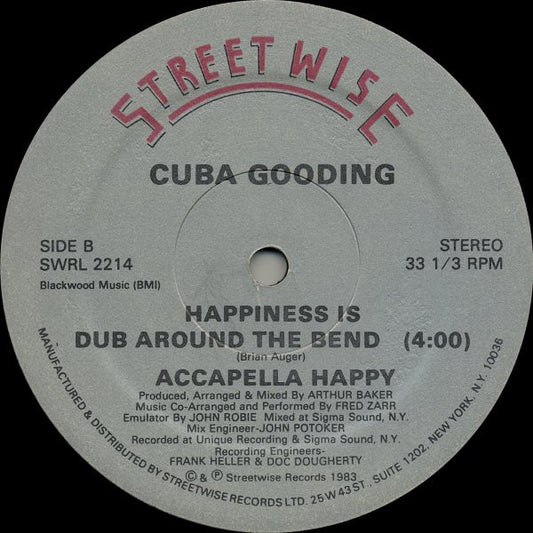 STREETWISE
CUBA GOODING
SIDE B
SWRL 2214
Blackwood Music (BMI)
STEREO
33 1/3 RPM
HAPPINESS IS
DUB AROUND THE BEND (4:00)
(Brian Auger)
ACCAPELLA HAPPY
Produced, Arranged & Mixed By ARTHUR BAKER
Music Co-Arranged and Performed By FRED ZARR
Emulator By JOHN ROBIE Mixed at Sigma Sound, N.Y.
Mix Engineer-JOHN POTOKER
Recorded at Unique Recording & Sigma Sound, N.Y.
Recording Engineers-
FRANK HELLER & DOC DOUGHERTY
© & ℗ Streetwise Records 1983
MANUFACTURED & DISTRIBUTED BY STREETWISE RECORDS LTD. 25 W 43 ST., SUITE 1202, NEW YORK, N.Y. 10036